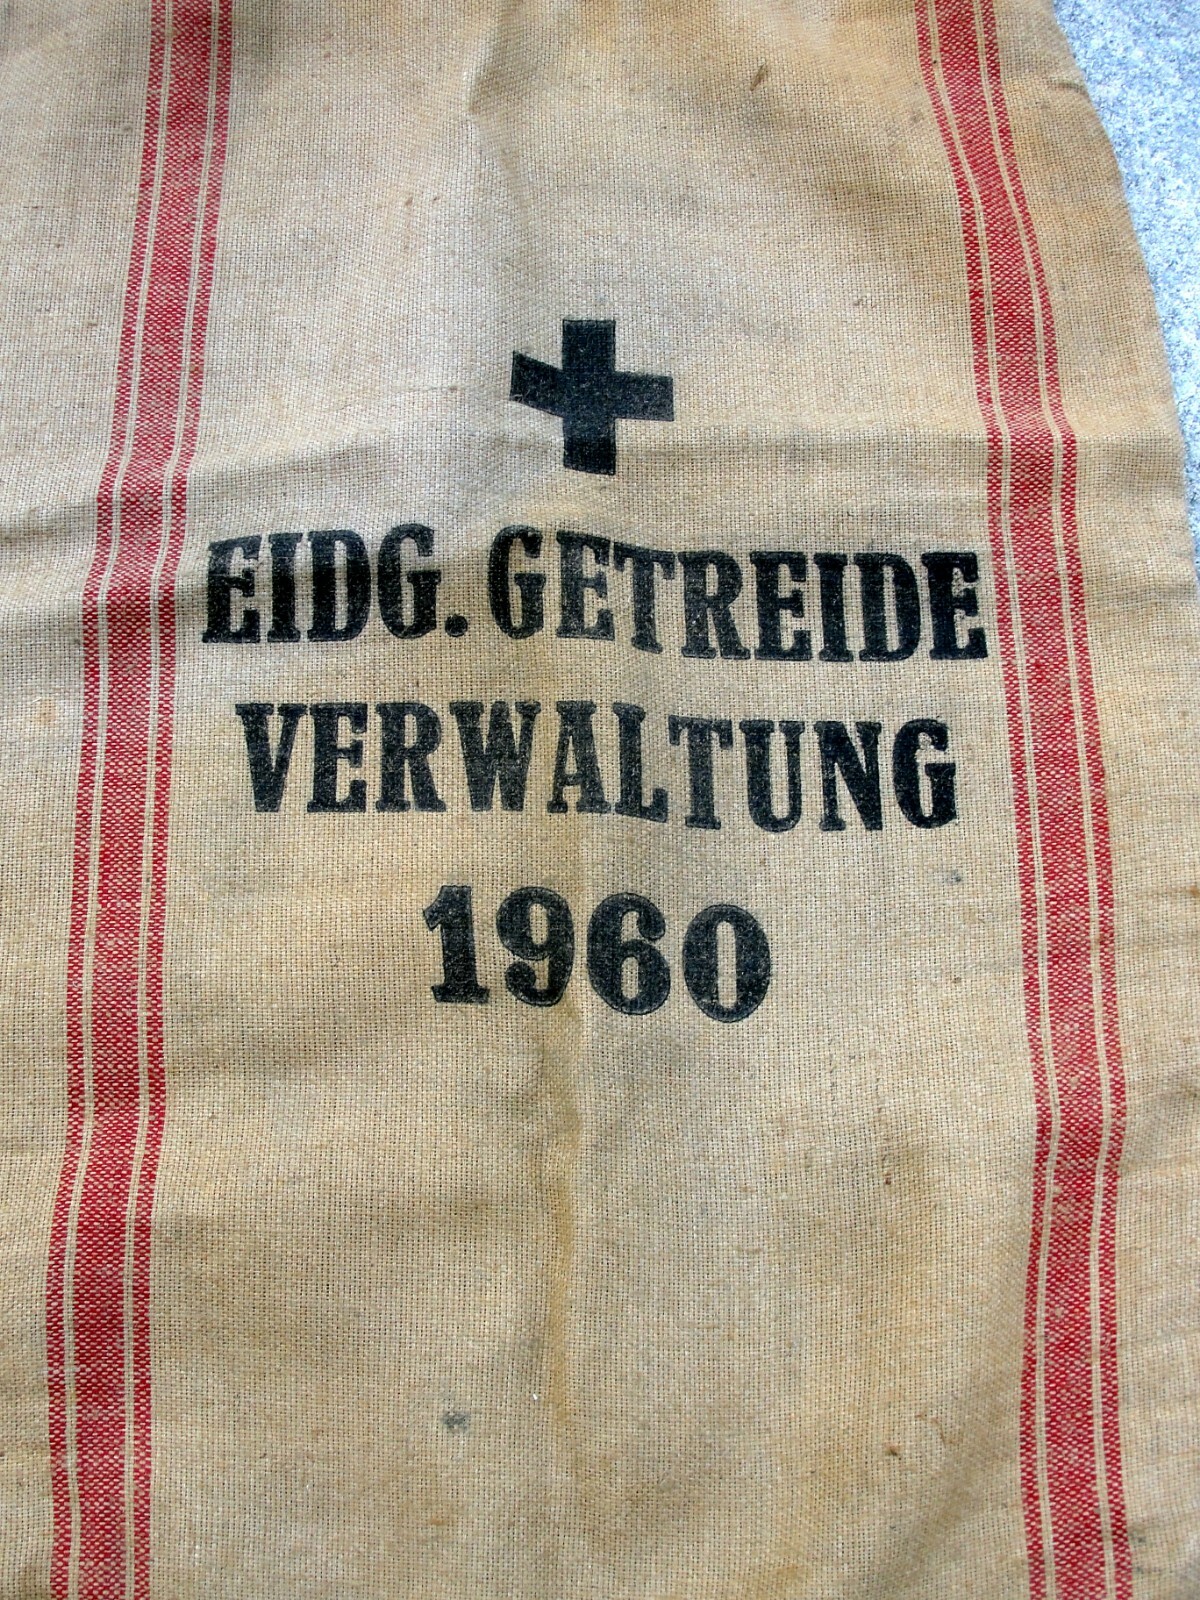 EIDG. GETREIDE
VERWALTUNG
1960